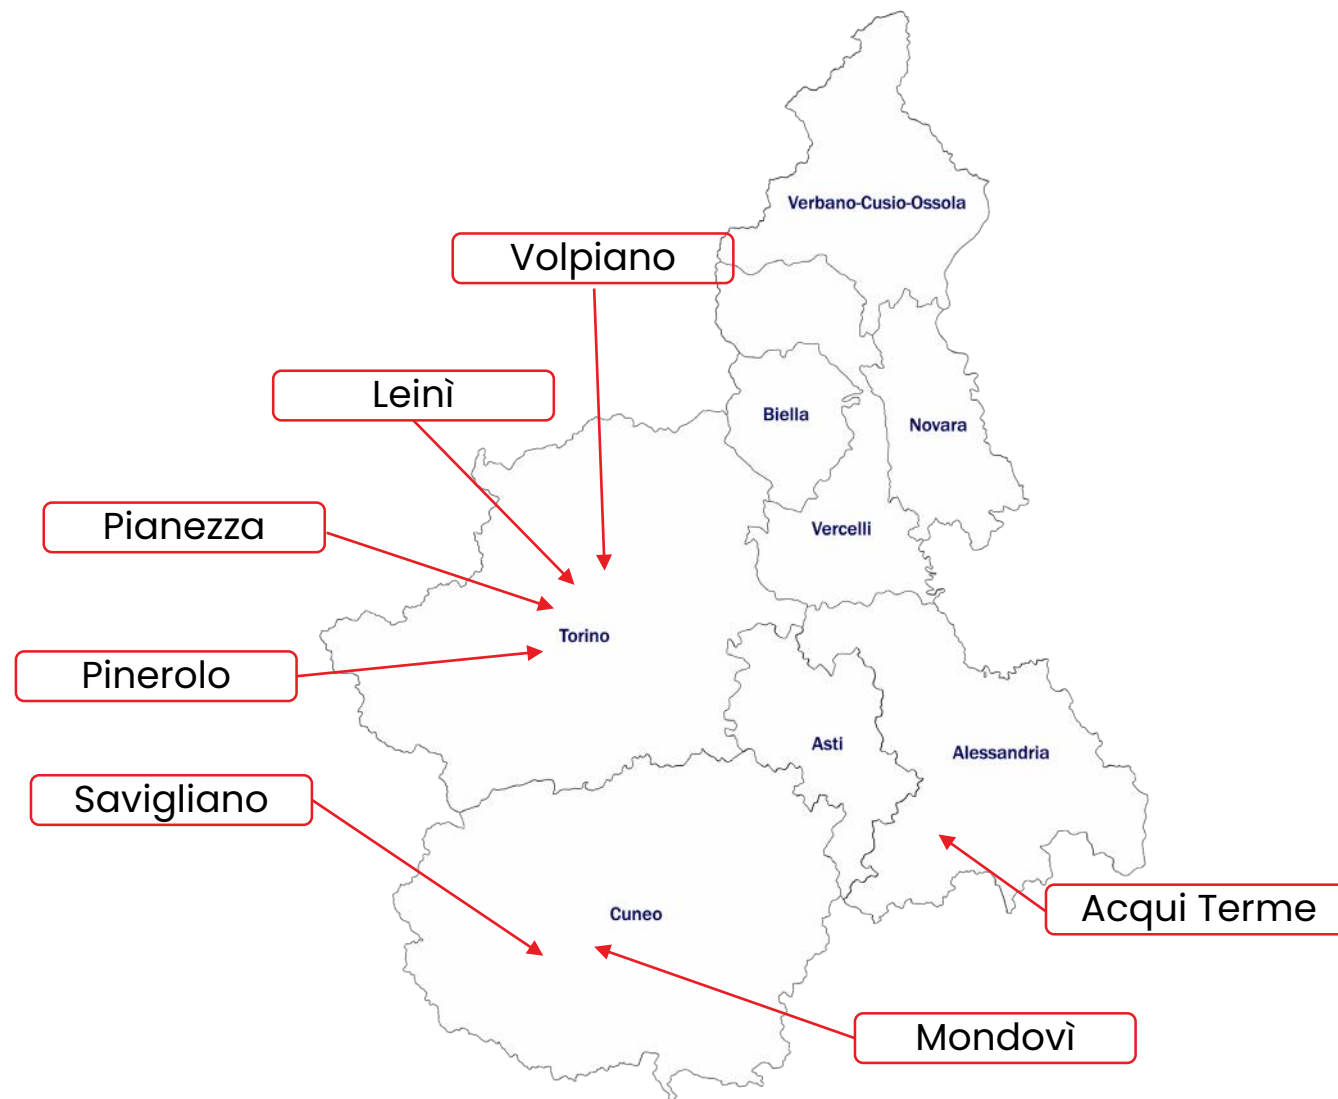 Verbano-Cusio-Ossola
Volpiano
Leinì
Biella
Novara
Pianezza
Vercelli
Torino
Pinerolo
Asti
Alessandria
Savigliano
Cuneo
Acqui Terme
Mondovì